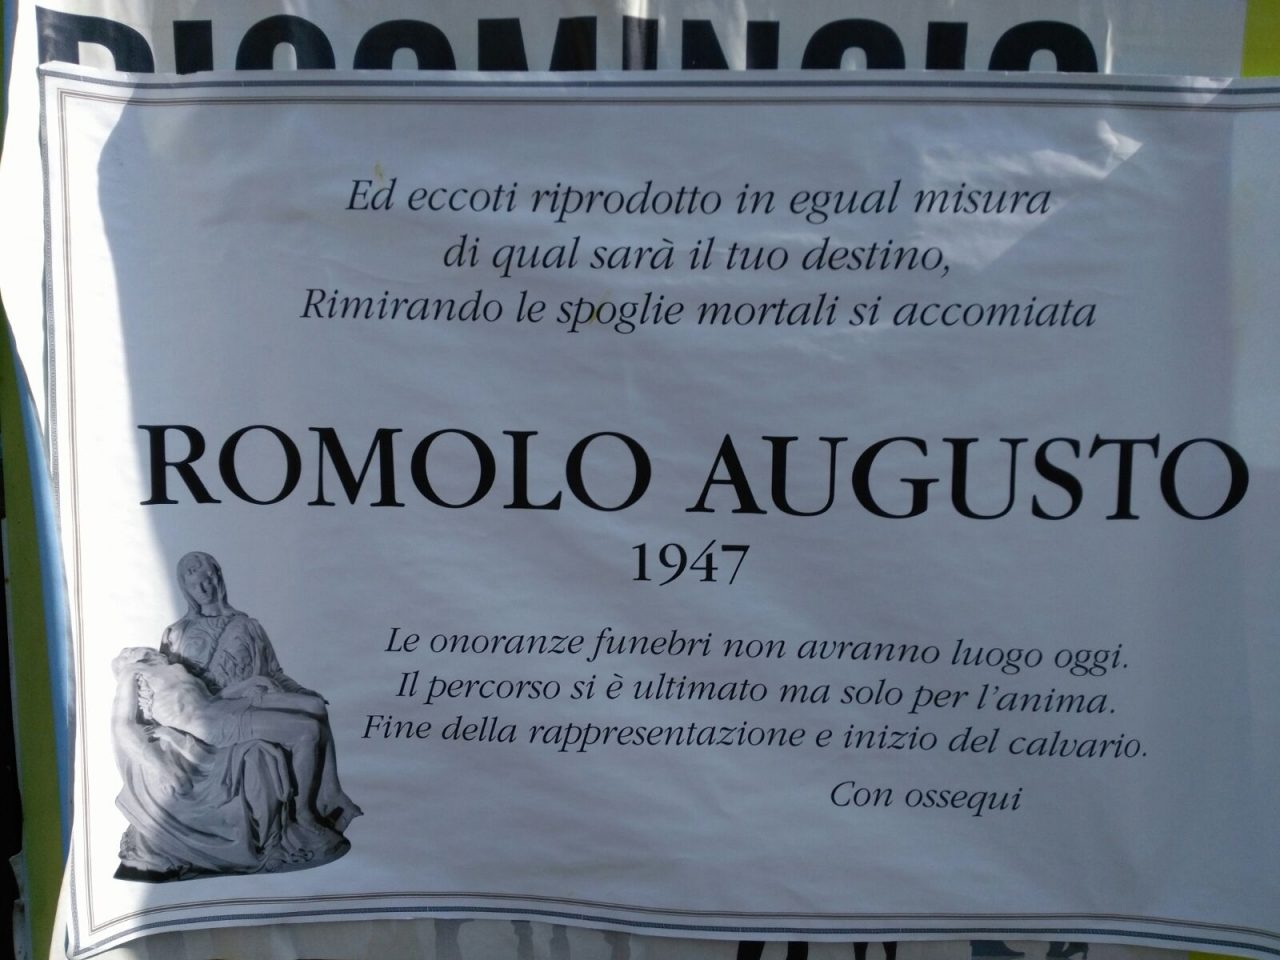 RICOMINCIO
Ed eccoti riprodotto in egual misura
di qual sarà il tuo destino,
Rimirando le spoglie mortali si accomiata
ROMOLO AUGUSTO
1947
Le onoranze funebri non avranno luogo oggi.
Il percorso si è ultimato ma solo per l'anima.
Fine della rappresentazione e inizio del calvario.
Con ossequi